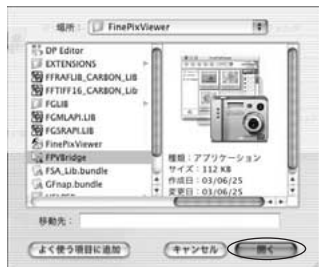 場所： FinePixViewer
DP Editor
EXTENSIONS
FFRAFLIB_CARBON_LIB
FFTIFF16_CARBON_Lib
FGLIB
FGMLAPI.LIB
FGSRAPI.LIB
FinePixViewer
FPVBridge
FSA_Lib.bundle
GFnap.bundle
種類：アプリケーション
サイズ：112 KB
作成日：03/06/25
変更日：03/06/25
移動先：
よく使う項目に追加
キャンセル
開く